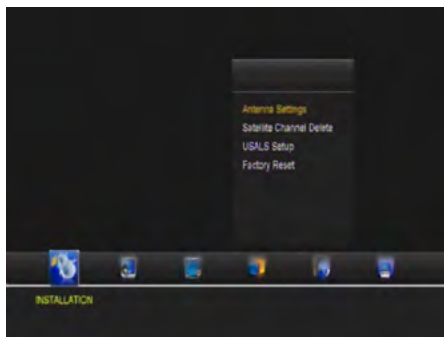 Antenna Settings
Satellite Channel Delete
USALS Setup
Factory Reset
INSTALLATION